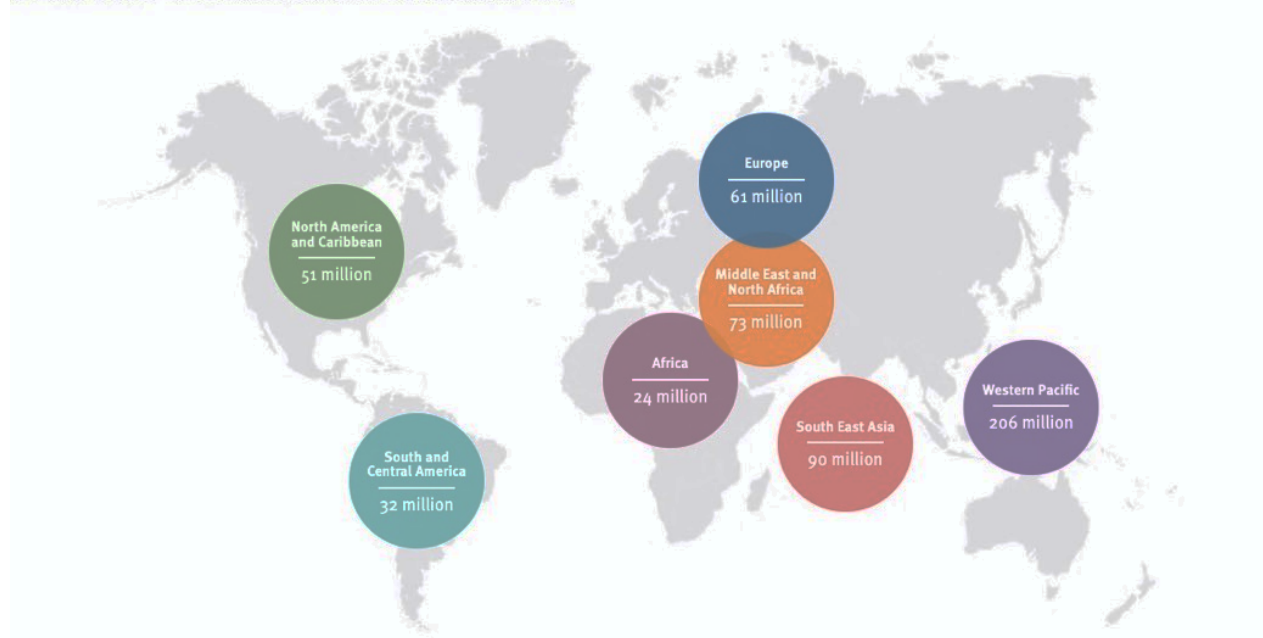 Europe
61 million
North America
and Caribbean
51 million
Middle East and
North Africa
73 million
Africa
24 million
Western Pacific
206 million
South East Asia
90 million
South and
Central America
32 million